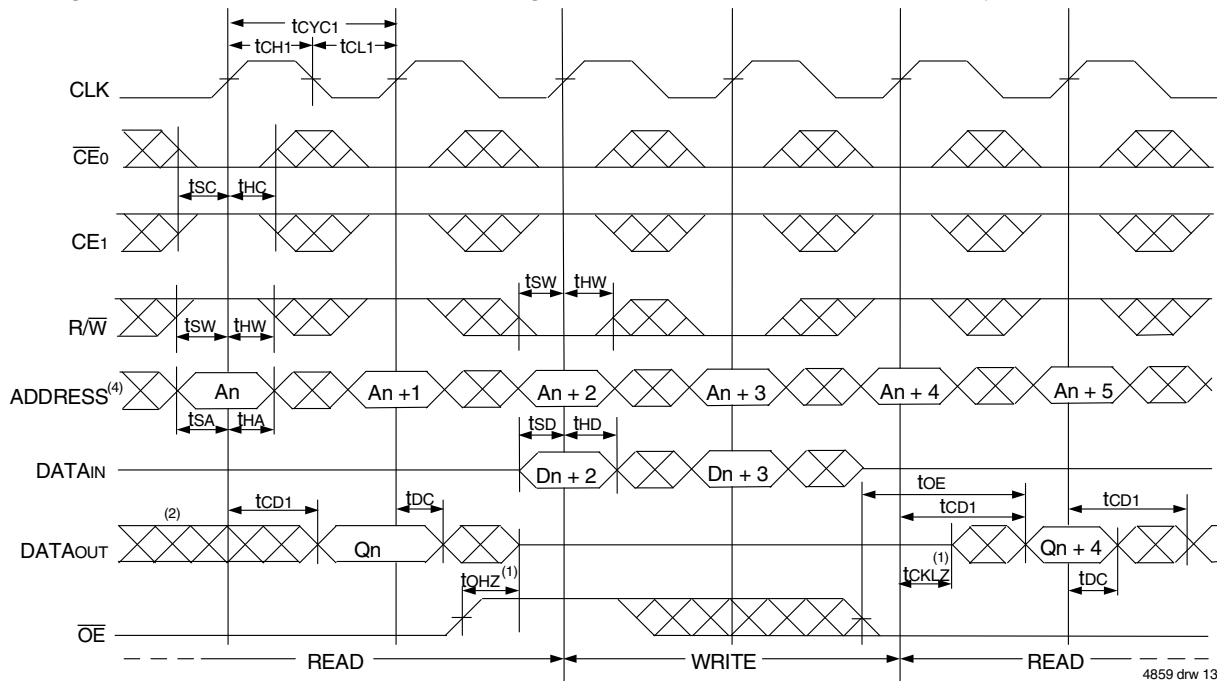 tCYC1
tCH1 tCL1
CLK
CE0
tSC tHC
CE1
tSW tHW
R/W
tSW tHW
ADDRESS(4) An An + 1 An + 2 An + 3 An + 4 An + 5
tSA tHA
tSD tHD
DATAIN Dn + 2 Dn + 3
tOE
tCD1 tDC tCD1 tCD1
(2)
DATAOUT Qn Qn + 4
tOHZ(1) tCKLZ(1) tDC
OE
READ WRITE READ
4859 drw 13